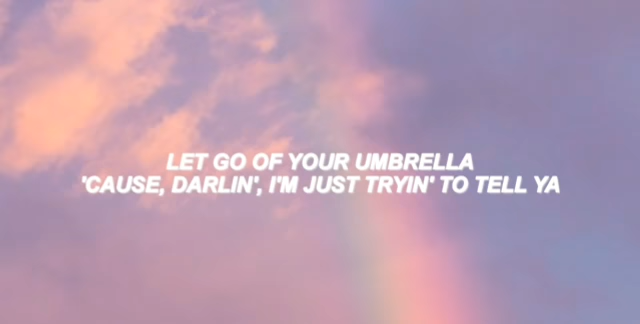 LET GO OF YOUR UMBRELLA
'CAUSE, DARLIN', I'M JUST TRYIN' TO TELL YA